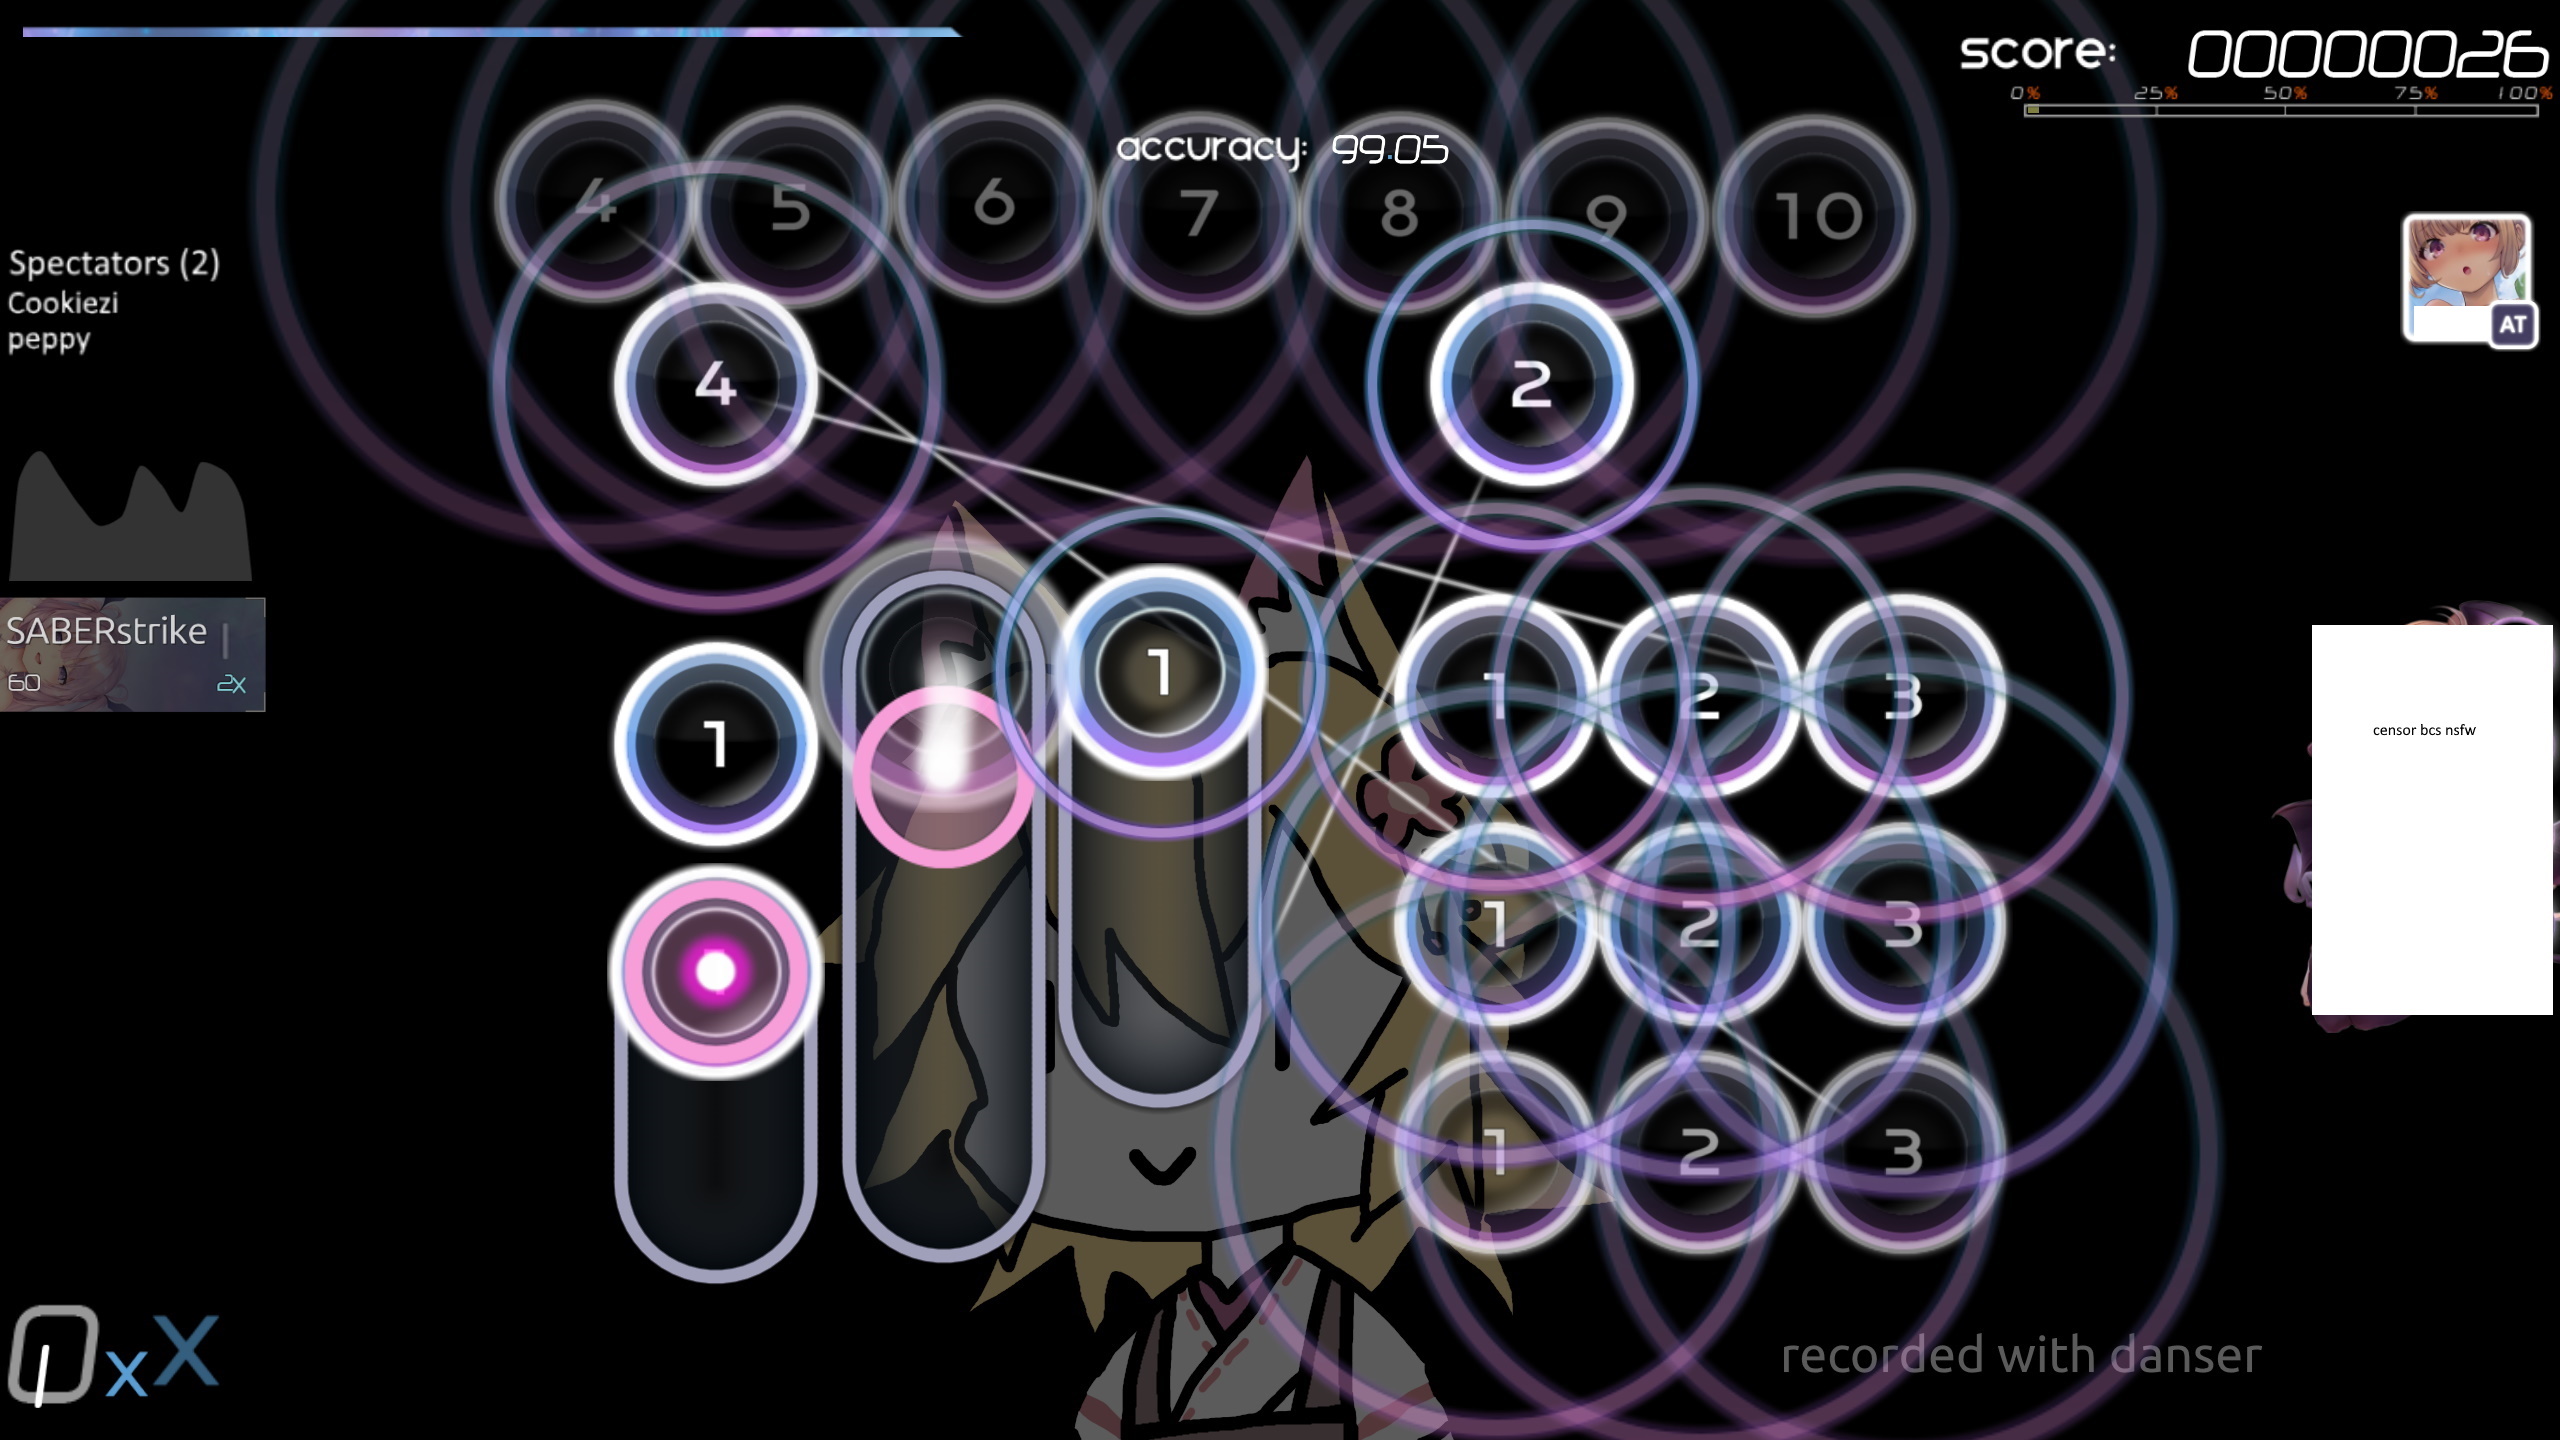 score: 00000026
0% 25% 50% 75% 100%
accuracy: 99.05
4 5 6 7 8 9 10
Spectators (2)
Cookiezi
peppy
AT
4 2
SABERstrike
60 2x
1 1 1 2 3
censor bcs nsfw
1 2 3
1 2 3
recorded with danser